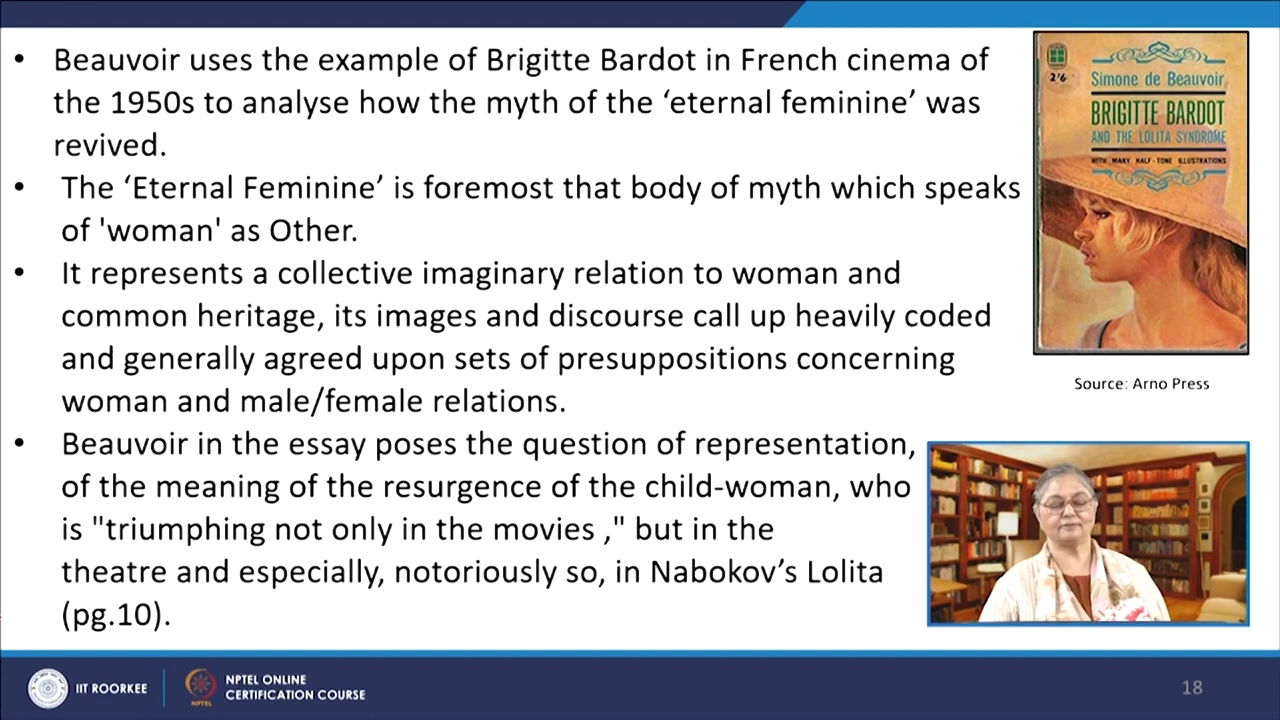 • Beauvoir uses the example of Brigitte Bardot in French cinema of
the 1950s to analyse how the myth of the ‘eternal feminine’ was
revived.
• The ‘Eternal Feminine’ is foremost that body of myth which speaks
of 'woman' as Other.
• It represents a collective imaginary relation to woman and
common heritage, its images and discourse call up heavily coded
and generally agreed upon sets of presuppositions concerning
woman and male/female relations.
• Beauvoir in the essay poses the question of representation,
of the meaning of the resurgence of the child-woman, who
is "triumphing not only in the movies ," but in the
theatre and especially, notoriously so, in Nabokov’s Lolita
(pg.10).
2'6
Simone de Beauvoir
BRIGITTE BARDOT
AND THE LOLITA SYNDROME
WITH MANY HALF-TONE ILLUSTRATIONS
Source: Arno Press
IIT ROORKEE
NPTEL
NPTEL ONLINE
CERTIFICATION COURSE
18